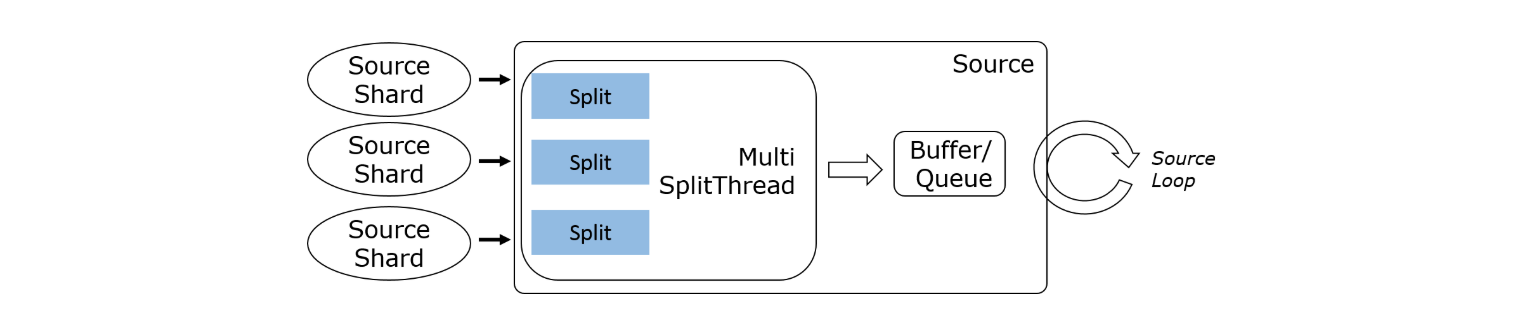 Source
Shard
Source
Shard
Source
Shard
Split
Split
Split
Multi
SplitThread
Source
Buffer/
Queue
Source
Loop